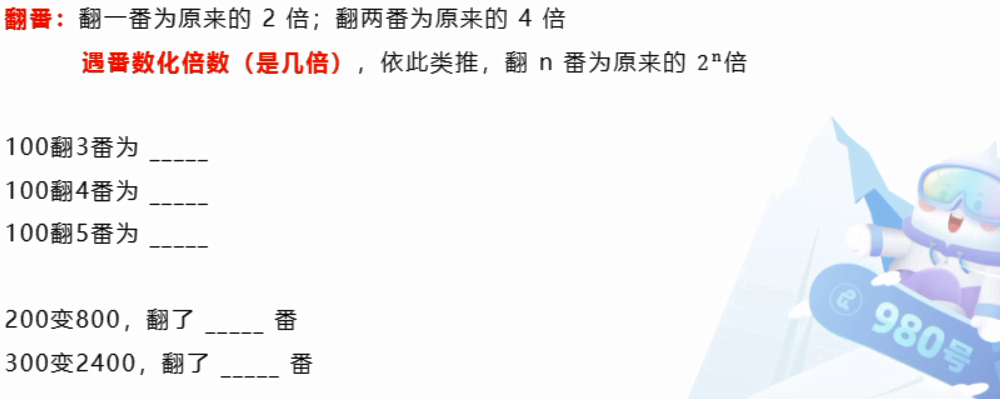 翻番：翻一番为原来的 2 倍；翻两番为原来的 4 倍
遇番数化倍数（是几倍），依此类推，翻 n 番为原来的 2ⁿ倍
100翻3番为 _____
100翻4番为 _____
100翻5番为 _____
200变800，翻了 _____ 番
300变2400，翻了 _____ 番
980号